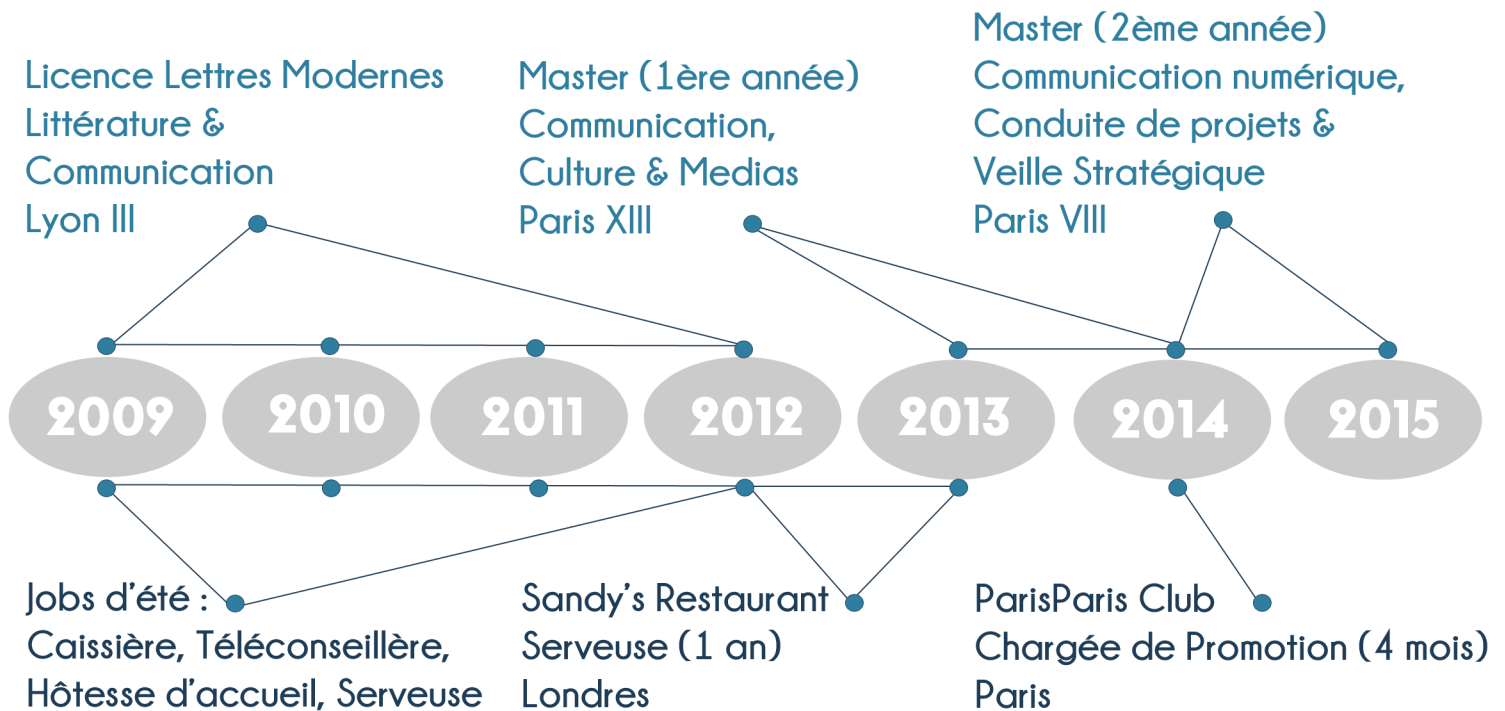 Licence Lettres Modernes
Littérature &
Communication
Lyon III
Master (1ère année)
Communication,
Culture & Medias
Paris XIII
Master (2ème année)
Communication numérique,
Conduite de projets &
Veille Stratégique
Paris VIII
2009
2010
2011
2012
2013
2014
2015
Jobs d'été :
Caissière, Téléconseillère,
Hôtesse d'accueil, Serveuse
Sandy's Restaurant
Serveuse (1 an)
Londres
ParisParis Club
Chargée de Promotion (4 mois)
Paris